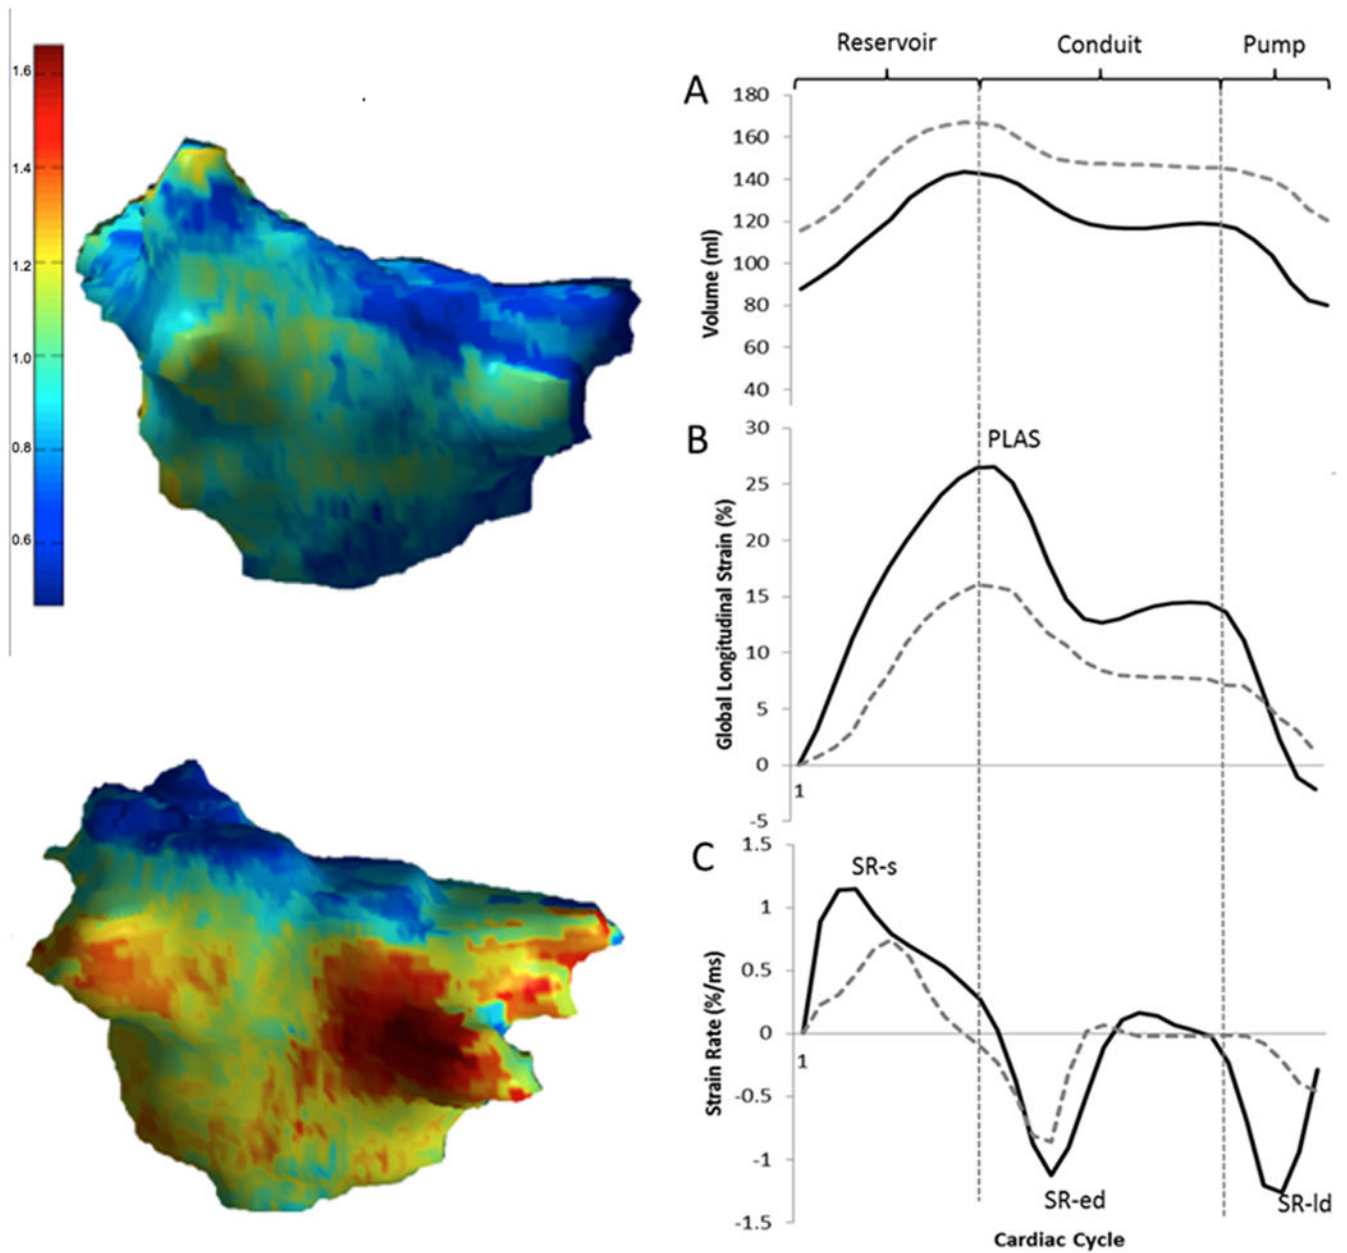 1.6
1.4
1.2
1.0
0.8
0.6
Reservoir Conduit Pump
A
180
160
140
120
100
80
60
40
Volume (ml)
B
30
25
20
15
10
5
0
-5
Global Longitudinal Strain (%)
PLAS
1
C
1.5
1
0.5
0
-0.5
-1
-1.5
Strain Rate (%/ms)
SR-s
1
SR-ed
SR-ld
Cardiac Cycle